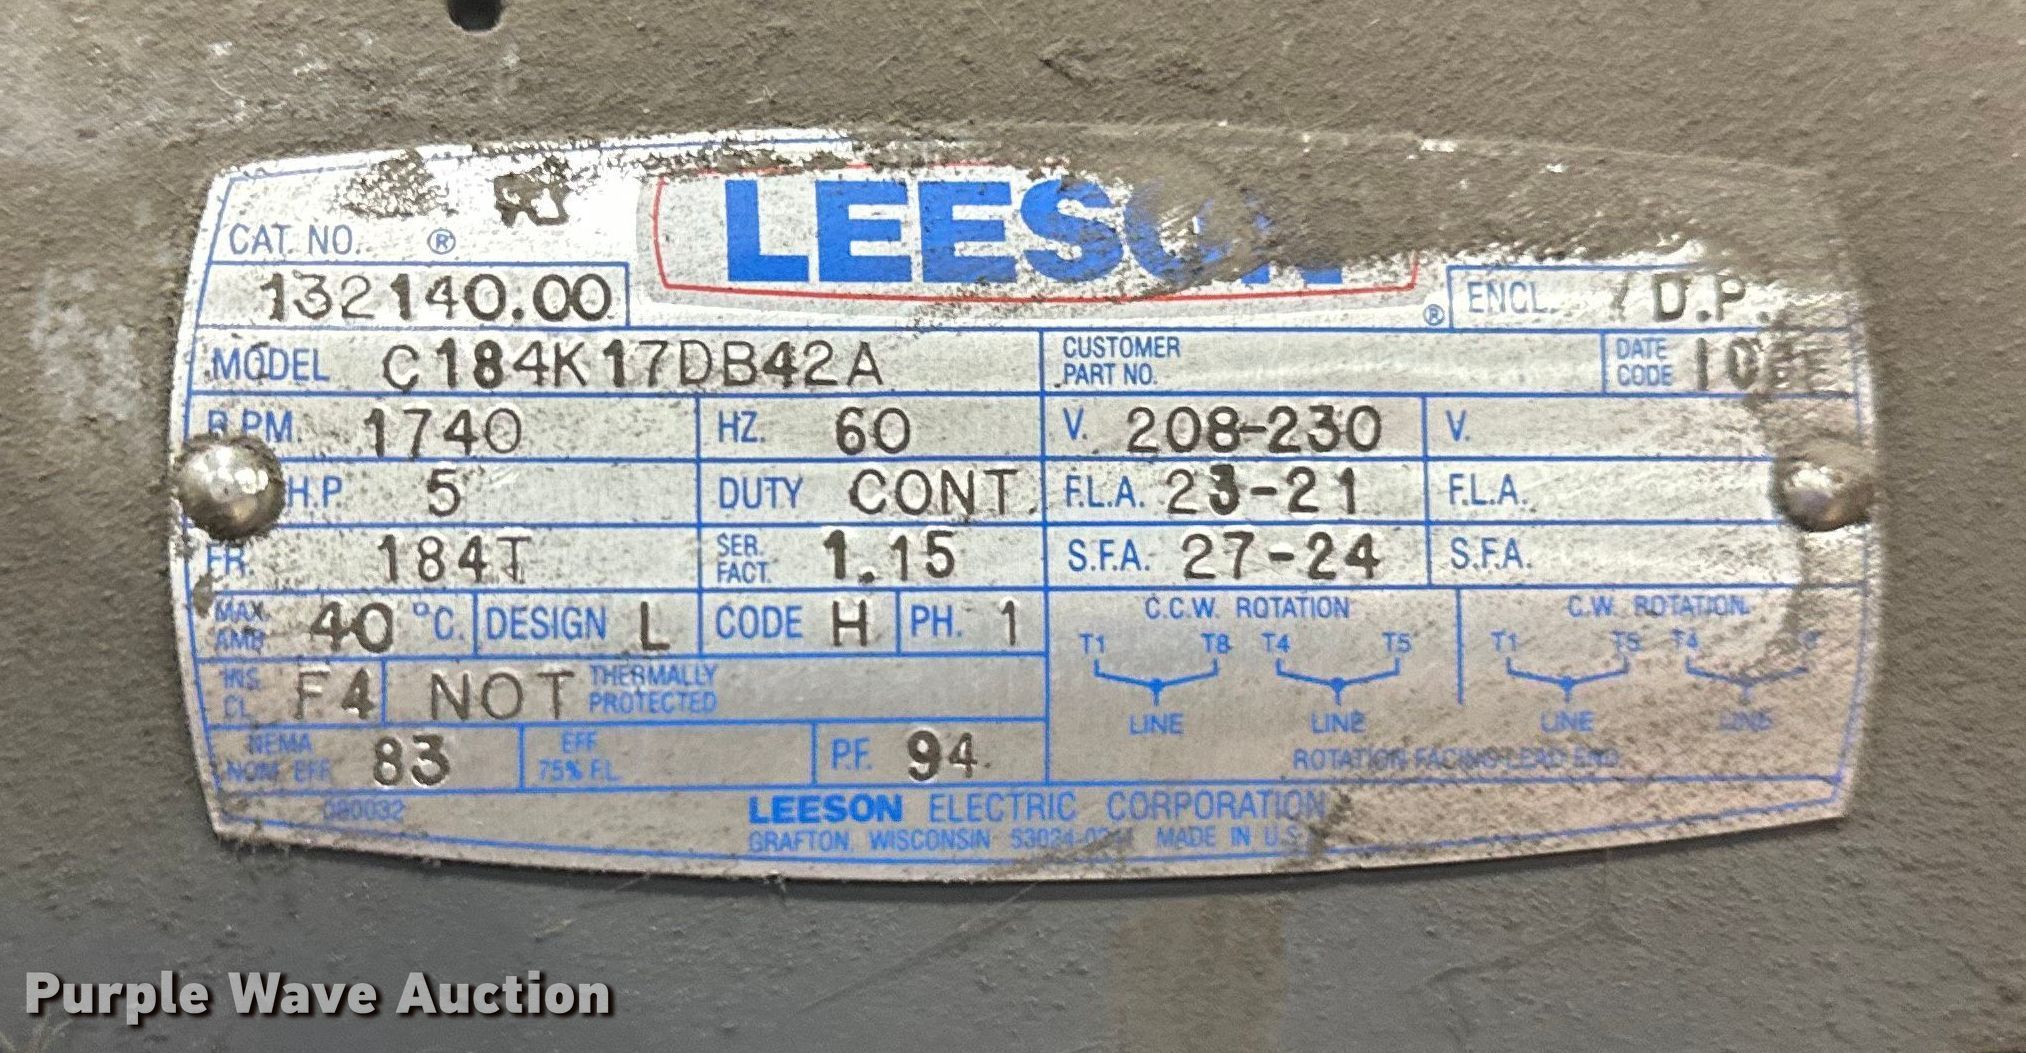 LEESON
CAT. NO. ®
132140.00
® ENCL. D.P.
MODEL C184K17DB42A CUSTOMER PART NO. DATE CODE
R.PM. 1740 HZ. 60 V. 208-230 V.
H.P. 5 DUTY CONT. F.L.A. 23-21 F.L.A.
FR. 184T SER. FACT. 1.15 S.F.A. 27-24 S.F.A.
MAX. AMB. 40 °C. DESIGN L CODE H PH. 1
C.C.W. ROTATION C.W. ROTATION
T1 T8 T4 T5 T1 T5 T4
LINE LINE LINE LINE
INS. CL. F4 NOT THERMALLY PROTECTED
NEMA NOM. EFF. 83 EFF. 75% F.L. P.F. 94
ROTATION FACING LEAD END
080032
LEESON ELECTRIC CORPORATION
GRAFTON, WISCONSIN MADE IN U.S.
Purple Wave Auction